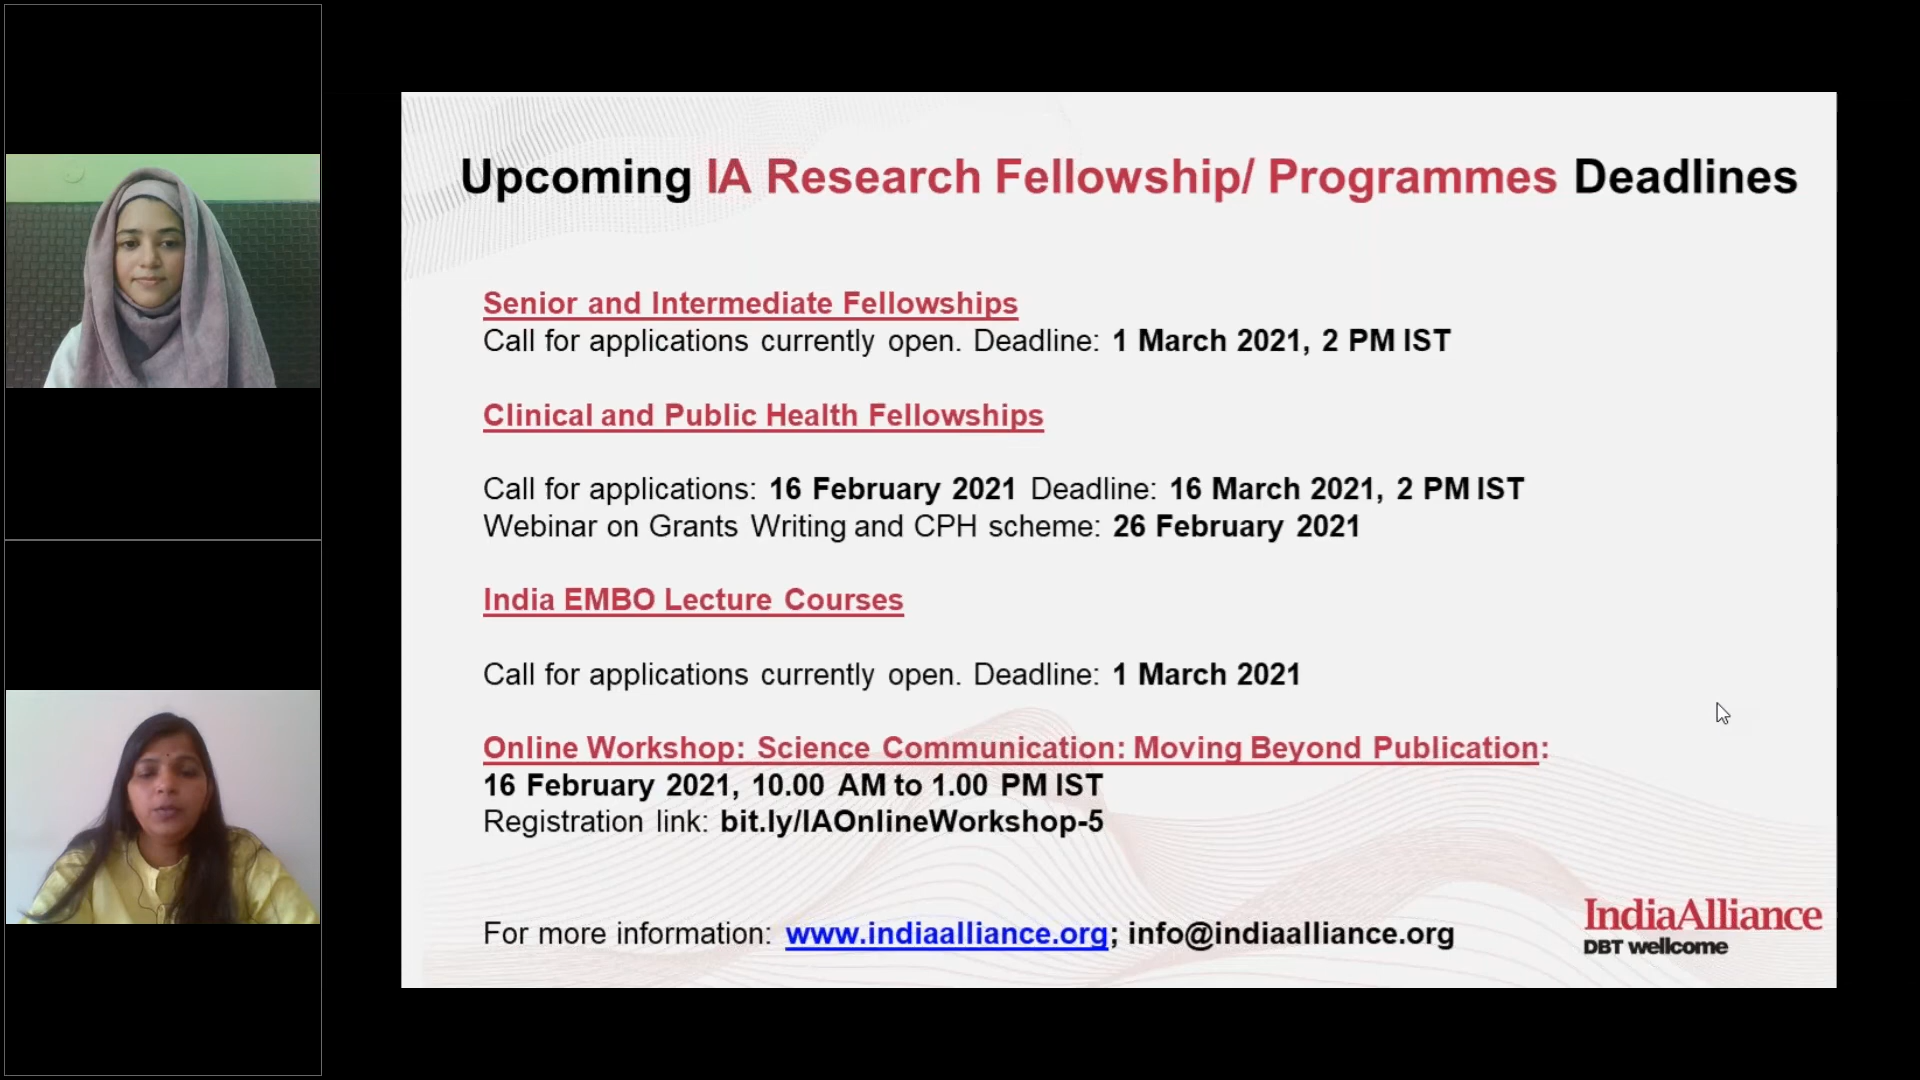 Upcoming IA Research Fellowship/ Programmes Deadlines
Senior and Intermediate Fellowships
Call for applications currently open. Deadline: 1 March 2021, 2 PM IST
Clinical and Public Health Fellowships
Call for applications: 16 February 2021 Deadline: 16 March 2021, 2 PM IST
Webinar on Grants Writing and CPH scheme: 26 February 2021
India EMBO Lecture Courses
Call for applications currently open. Deadline: 1 March 2021
Online Workshop: Science Communication: Moving Beyond Publication:
16 February 2021, 10.00 AM to 1.00 PM IST
Registration link: bit.ly/IAOnlineWorkshop-5
For more information: www.indiaalliance.org; info@indiaalliance.org
IndiaAlliance
DBT wellcome